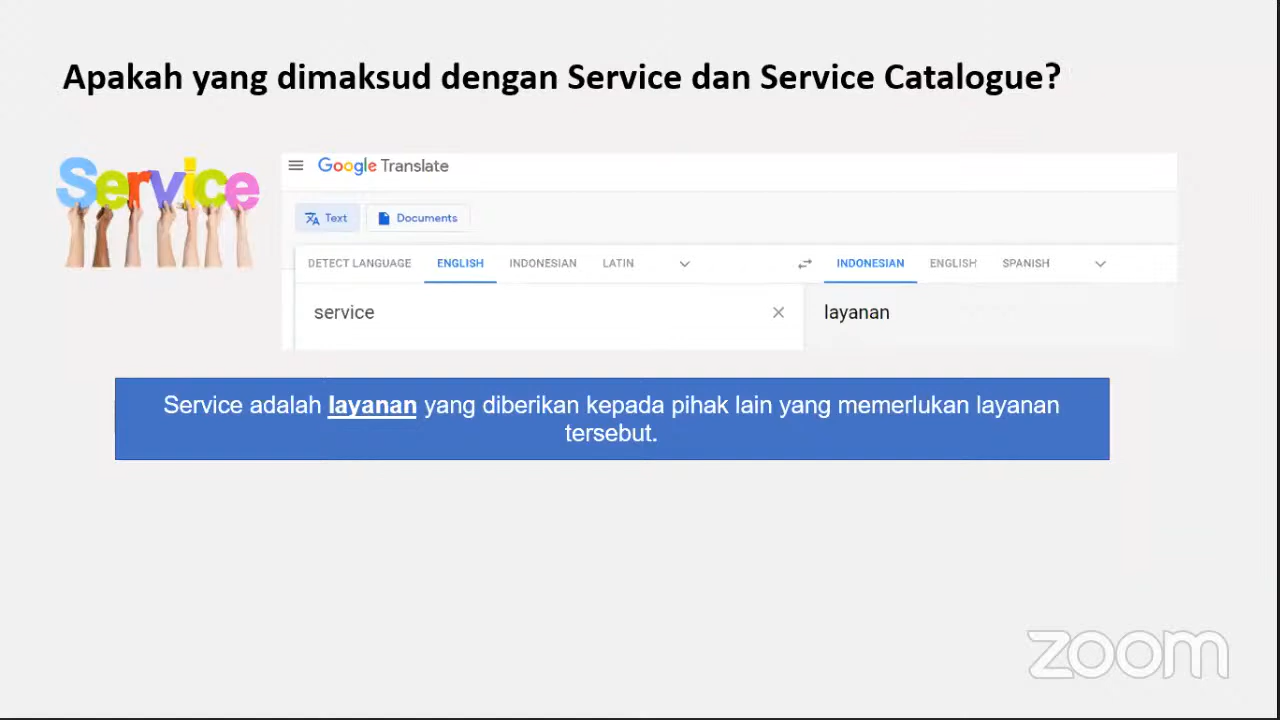 Apakah yang dimaksud dengan Service dan Service Catalogue?
Service
Google Translate
Text
Documents
DETECT LANGUAGE ENGLISH INDONESIAN LATIN INDONESIAN ENGLISH SPANISH
service layanan
Service adalah layanan yang diberikan kepada pihak lain yang memerlukan layanan
tersebut.
zoom